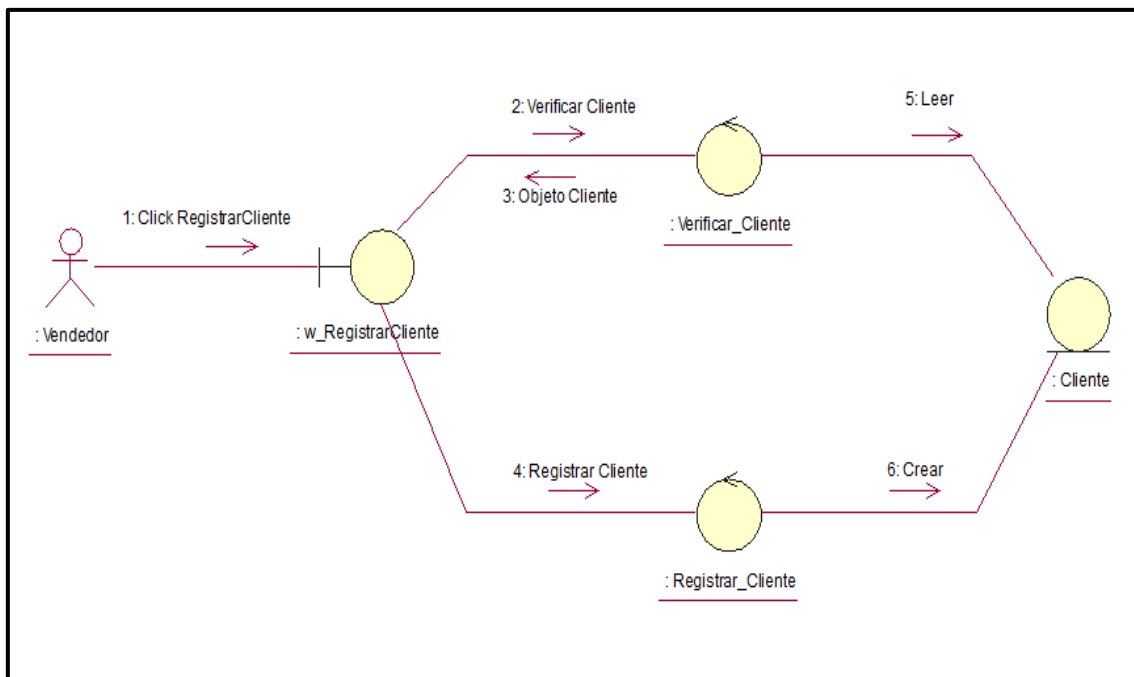 2: Verificar Cliente
5: Leer
3: Objeto Cliente
1: Click RegistrarCliente
: Verificar_Cliente
: Vendedor
: w_RegistrarCliente
: Cliente
4: Registrar Cliente
6: Crear
: Registrar_Cliente